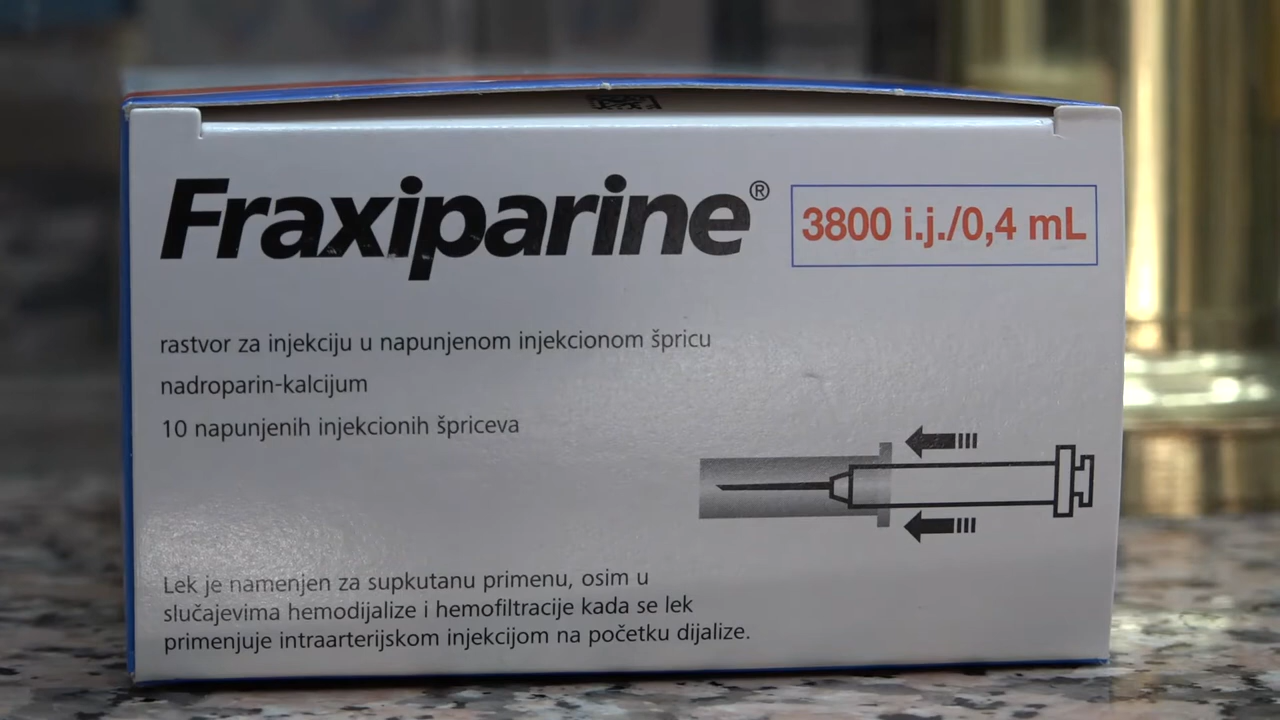 Fraxiparine®
3800 i.j./0,4 mL
rastvor za injekciju u napunjenom injekcionom špricu
nadroparin-kalcijum
10 napunjenih injekcionih špriceva
Lek je namenjen za supkutanu primenu, osim u
slučajevima hemodijalize i hemofiltracije kada se lek
primenjuje intraarterijskom injekcijom na početku dijalize.